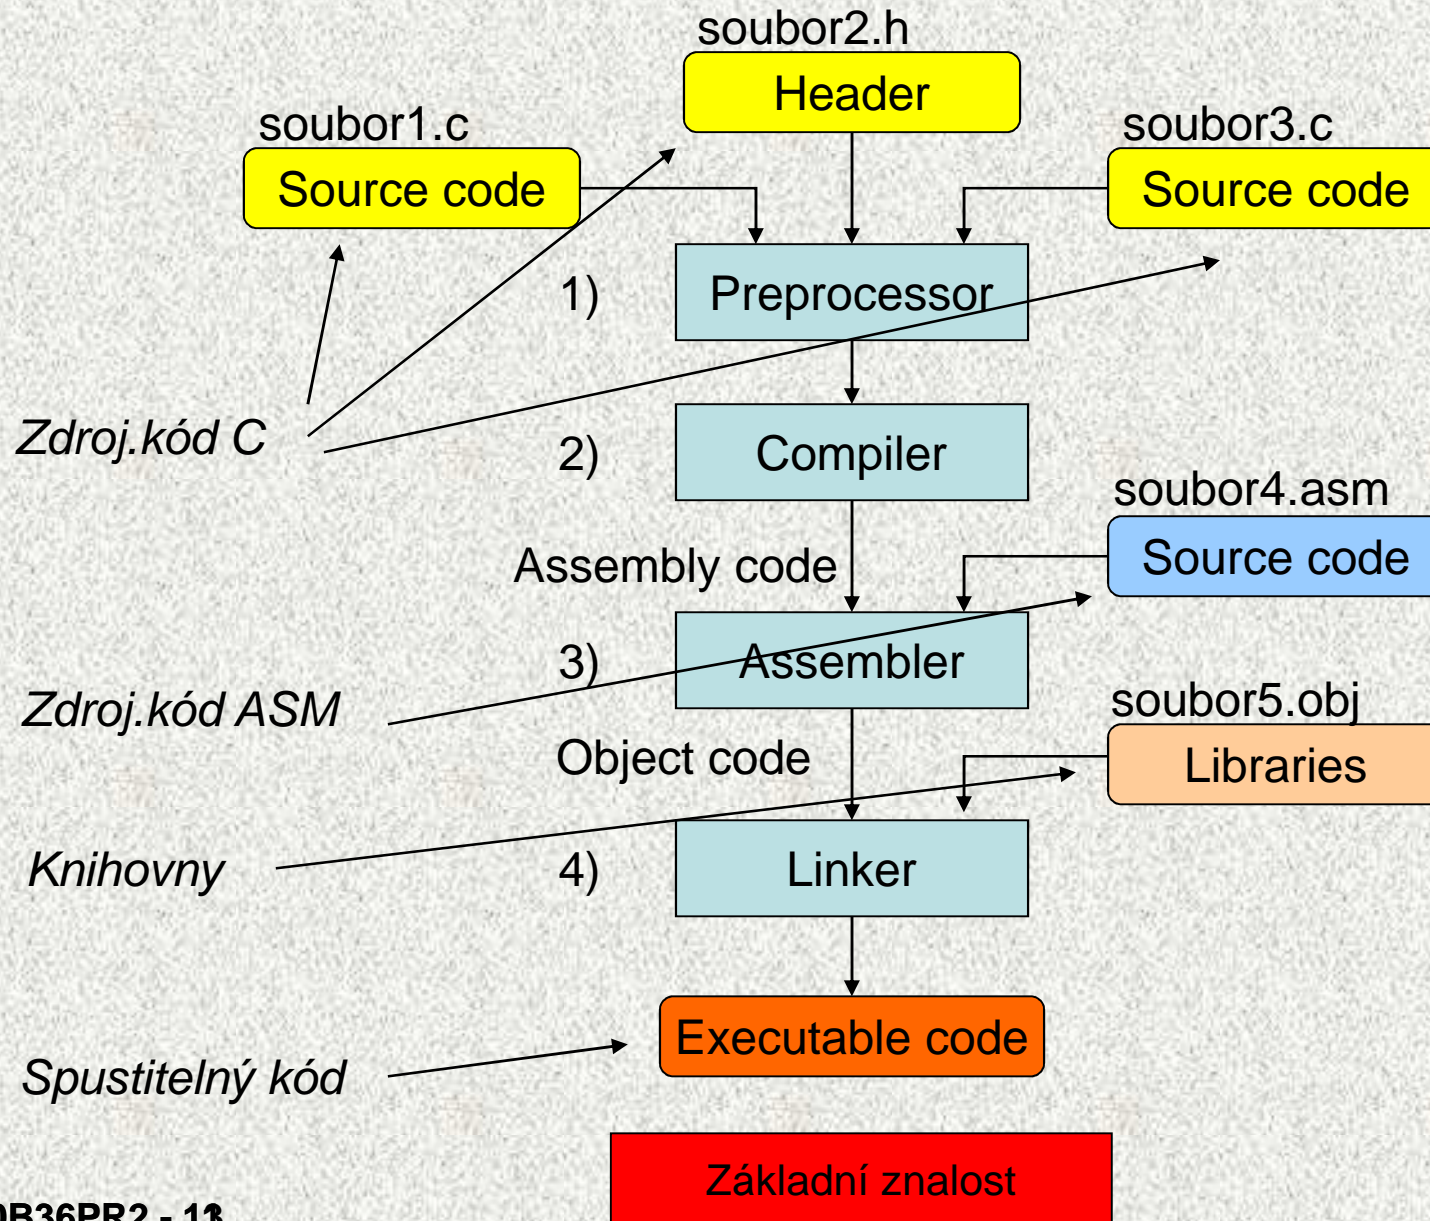 soubor2.h
Header
soubor1.c
soubor3.c
Source code
Source code
1)
Preprocessor
Zdroj.kód C
2)
Compiler
soubor4.asm
Source code
Assembly code
3)
Assembler
Zdroj.kód ASM
soubor5.obj
Object code
Libraries
Knihovny
4)
Linker
Executable code
Spustitelný kód
Základní znalost
0B36PR2 -